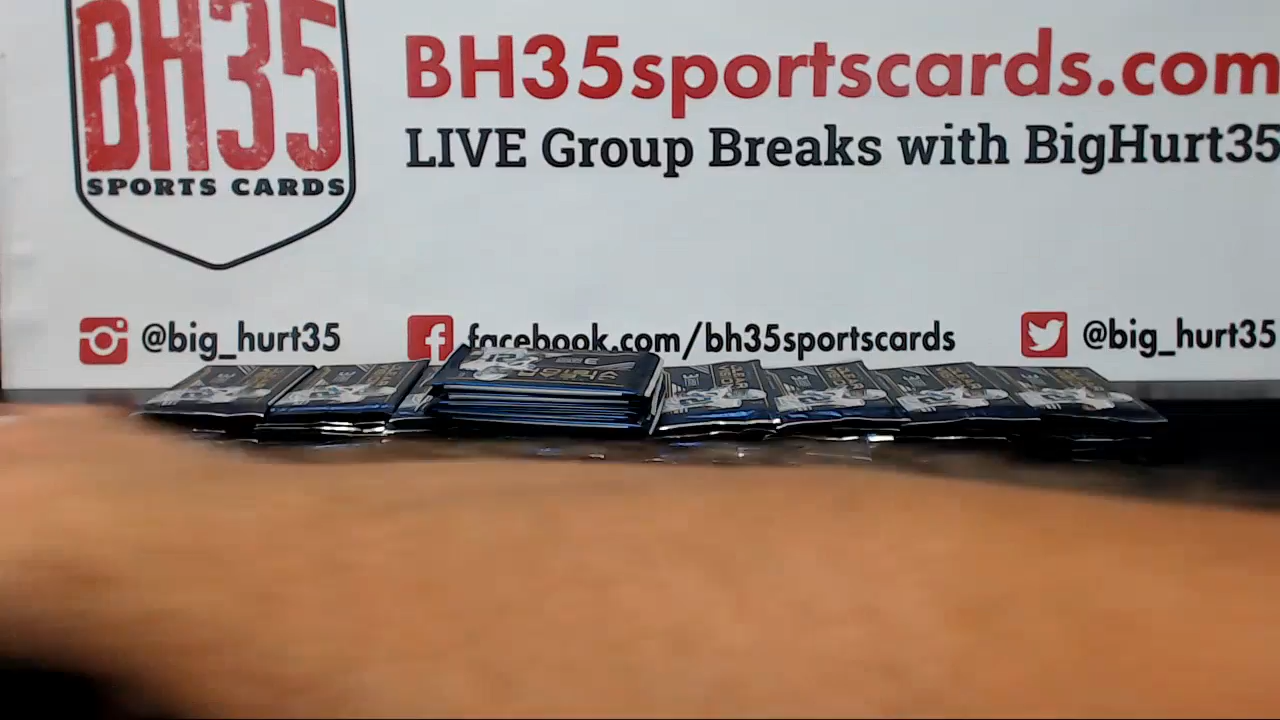 BH35
SPORTS CARDS
BH35sportscards.com
LIVE Group Breaks with BigHurt35
@big_hurt35
facebook.com/bh35sportscards
@big_hurt35